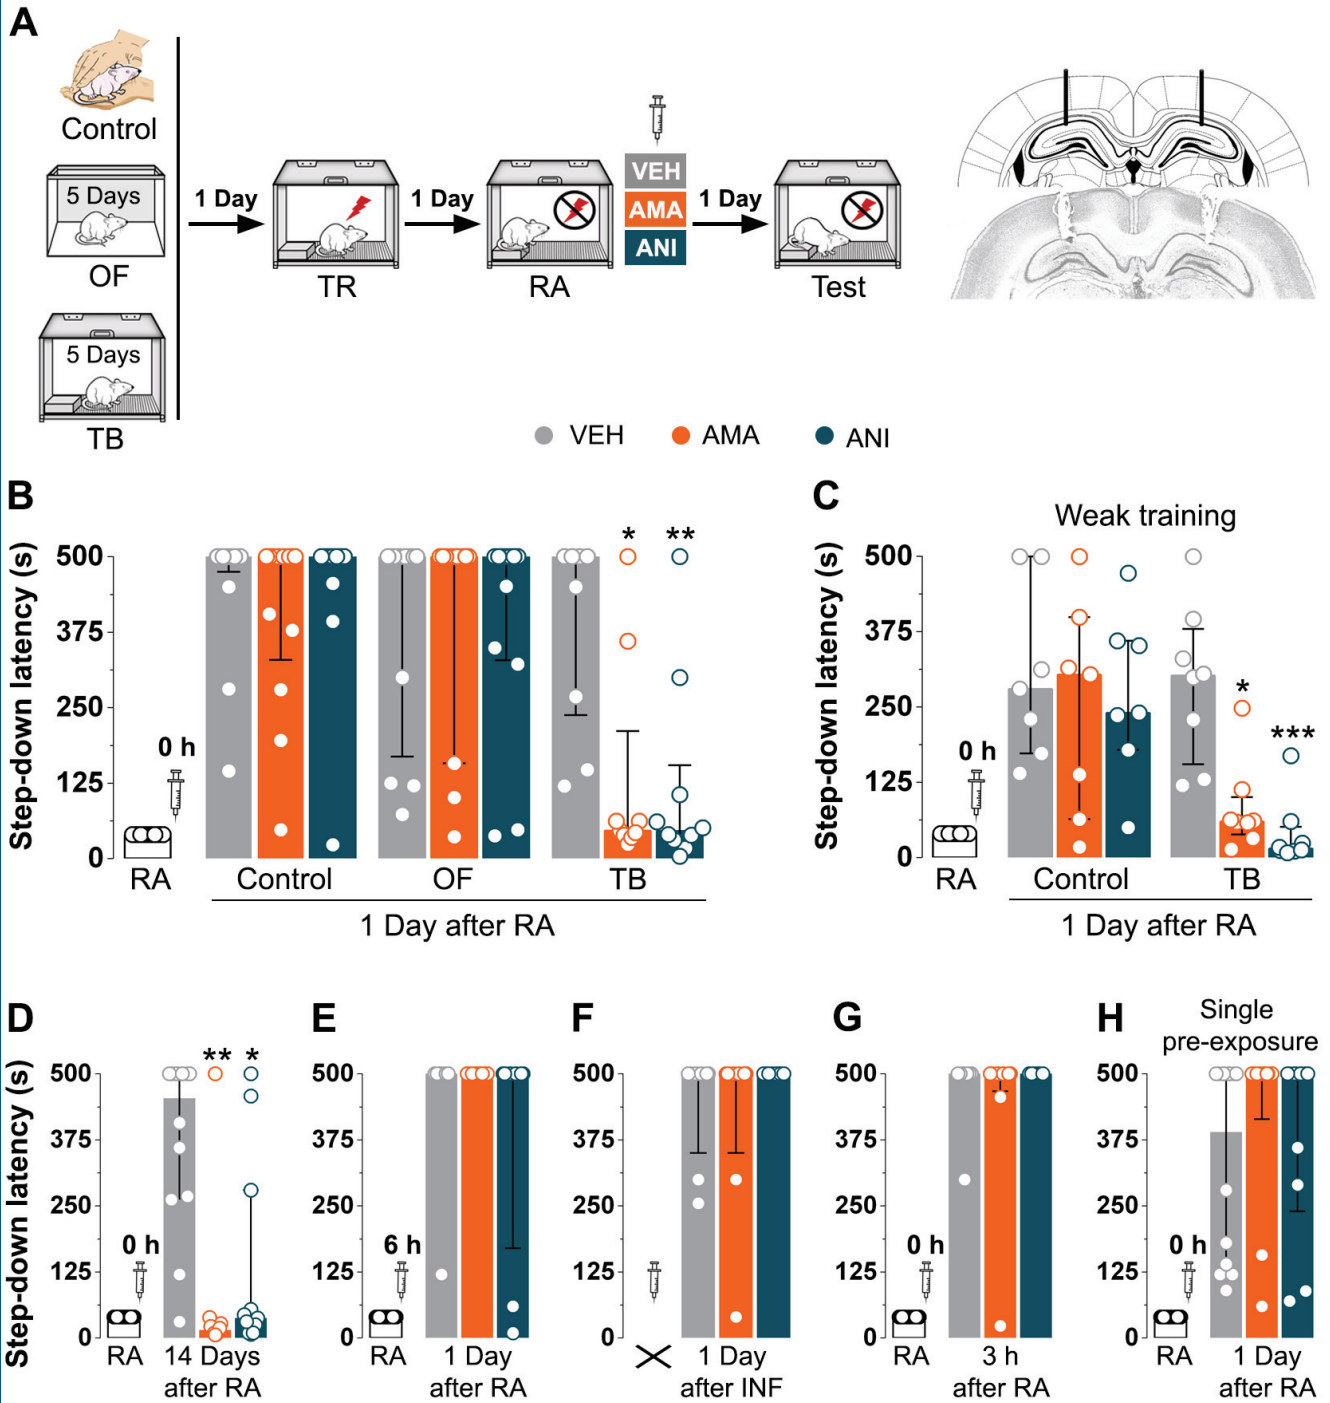 A
Control
5 Days
OF
5 Days
TB
1 Day
TR
1 Day
RA
VEH
AMA
ANI
1 Day
Test
VEH AMA ANI
B
Step-down latency (s)
500
375
250
125
0
0 h
* **
RA Control OF TB
1 Day after RA
C
Weak training
Step-down latency (s)
500
375
250
125
0
0 h
* ***
RA Control TB
1 Day after RA
D
Step-down latency (s)
500
375
250
125
0
0 h
** *
RA 14 Days
after RA
E
500
375
250
125
0
6 h
RA 1 Day
after RA
F
500
375
250
125
0
1 Day
after INF
G
500
375
250
125
0
0 h
RA 3 h
after RA
H
Single
pre-exposure
500
375
250
125
0
0 h
RA 1 Day
after RA